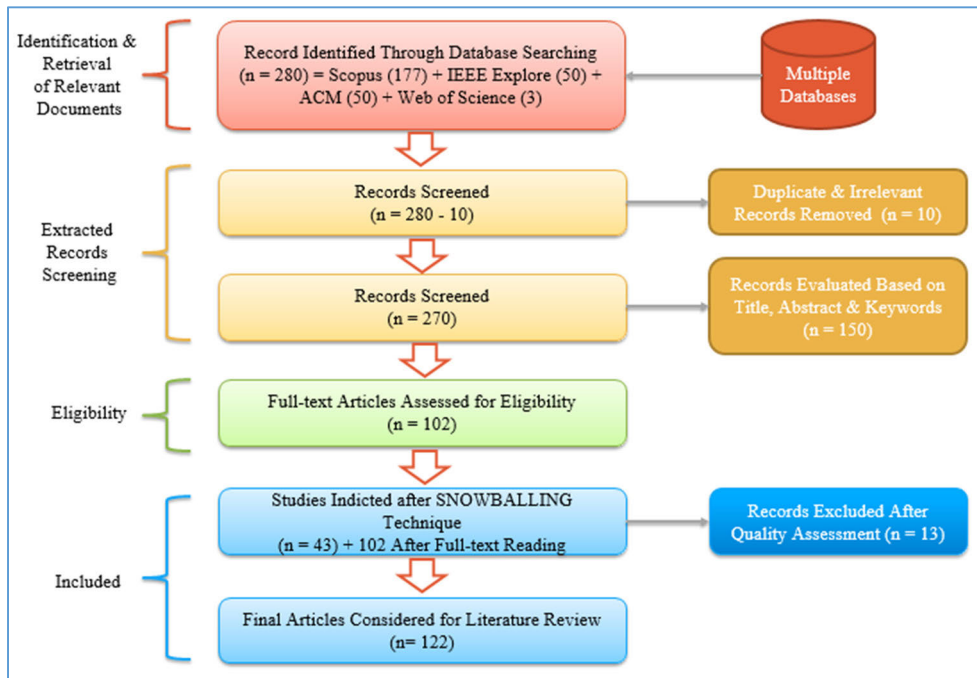 Identification &
Retrieval
of Relevant
Documents
Record Identified Through Database Searching
(n = 280) = Scopus (177) + IEEE Explore (50) +
ACM (50) + Web of Science (3)
Multiple
Databases
Extracted
Records
Screening
Records Screened
(n = 280 - 10)
Duplicate & Irrelevant
Records Removed (n = 10)
Records Screened
(n = 270)
Records Evaluated Based on
Title, Abstract & Keywords
(n = 150)
Eligibility
Full-text Articles Assessed for Eligibility
(n = 102)
Included
Studies Indicted after SNOWBALLING
Technique
(n = 43) + 102 After Full-text Reading
Records Excluded After
Quality Assessment (n = 13)
Final Articles Considered for Literature Review
(n= 122)